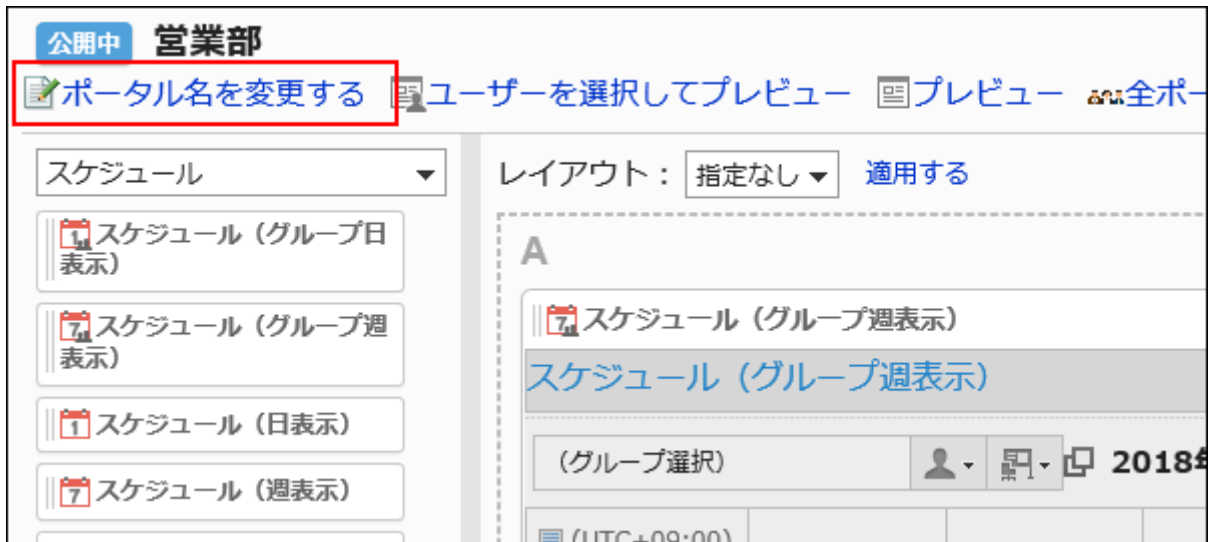 公開中 営業部
ポータル名を変更する ユーザーを選択してプレビュー プレビュー 全ポー
スケジュール
レイアウト： 指定なし 適用する
スケジュール（グループ日
表示）
スケジュール（グループ週
表示）
スケジュール（日表示）
スケジュール（週表示）
A
スケジュール（グループ週表示）
スケジュール（グループ週表示）
（グループ選択） 2018年
(UTC+09:00)